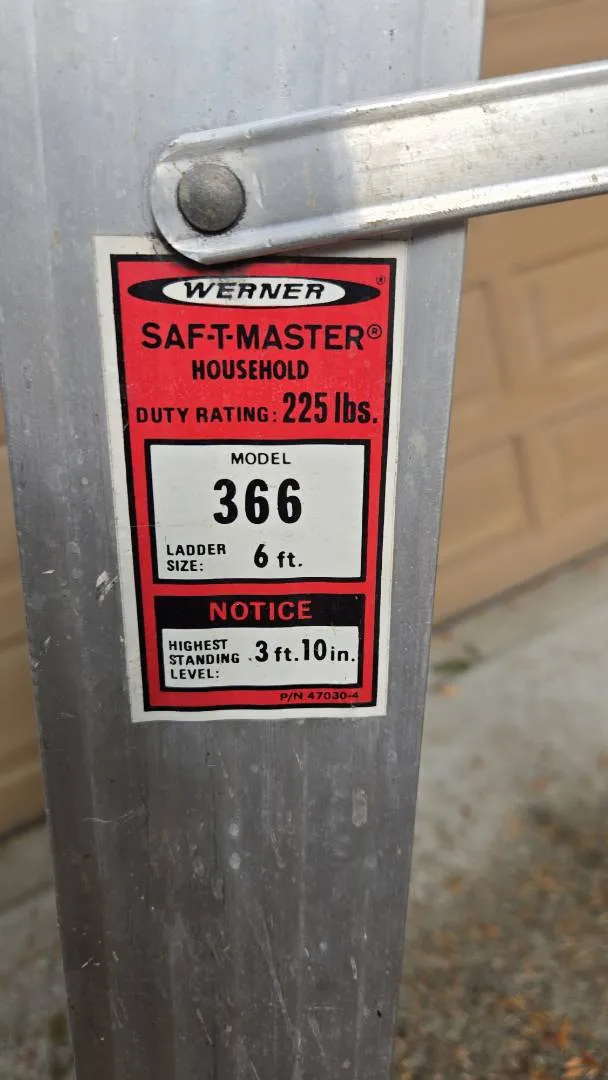 WERNER®
SAF-T-MASTER®
HOUSEHOLD
DUTY RATING: 225 lbs.
MODEL
366
LADDER SIZE: 6 ft.
NOTICE
HIGHEST STANDING LEVEL: 3 ft. 10 in.
P/N 47030-4